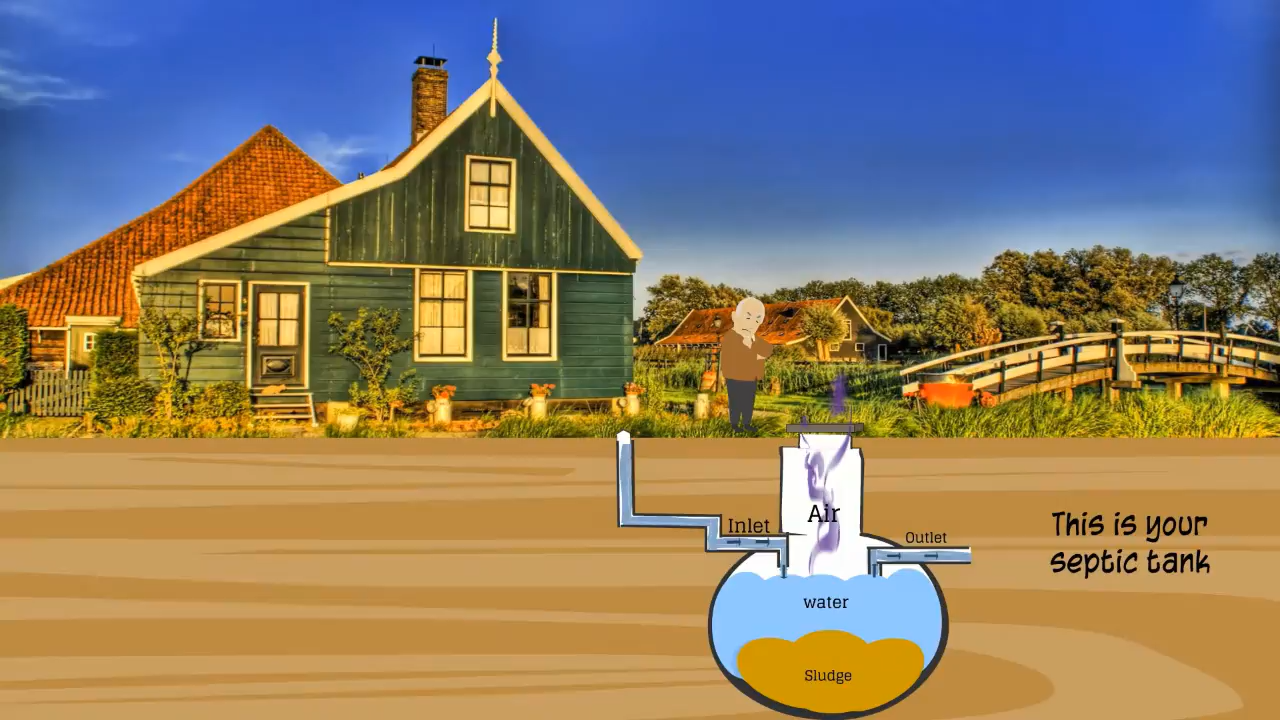 Air
Inlet
Outlet
This is your
septic tank
water
Sludge